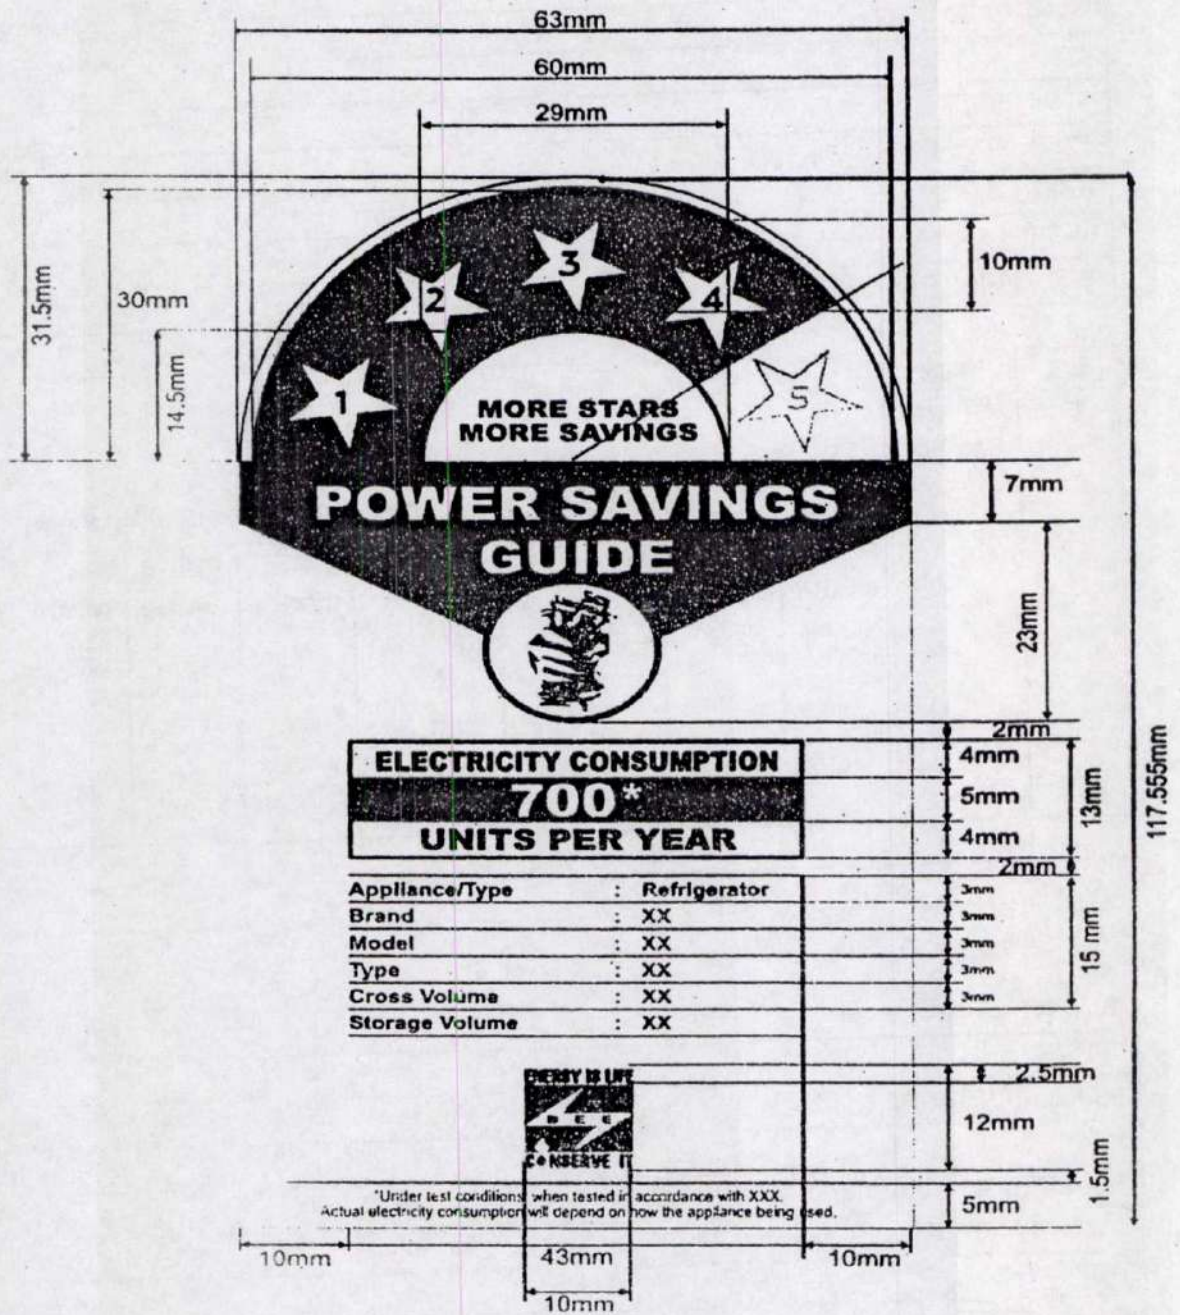 63mm
60mm
29mm
31.5mm
30mm
14.5mm
10mm
1
2
3
4
5
MORE STARS
MORE SAVINGS
7mm
POWER SAVINGS
GUIDE
23mm
117.555mm
2mm
ELECTRICITY CONSUMPTION 4mm
700* 5mm
13mm
UNITS PER YEAR 4mm
2mm
Appliance/Type : Refrigerator 3mm
Brand : XX 3mm
Model : XX 3mm
15 mm
Type : XX 3mm
Cross Volume : XX 3mm
Storage Volume : XX
ENERGY IS LIFE 2.5mm
BEE 12mm
CONSERVE IT
1.5mm
*Under test conditions when tested in accordance with XXX.
Actual electricity consumption will depend on how the appliance being used. 5mm
10mm 43mm 10mm
10mm